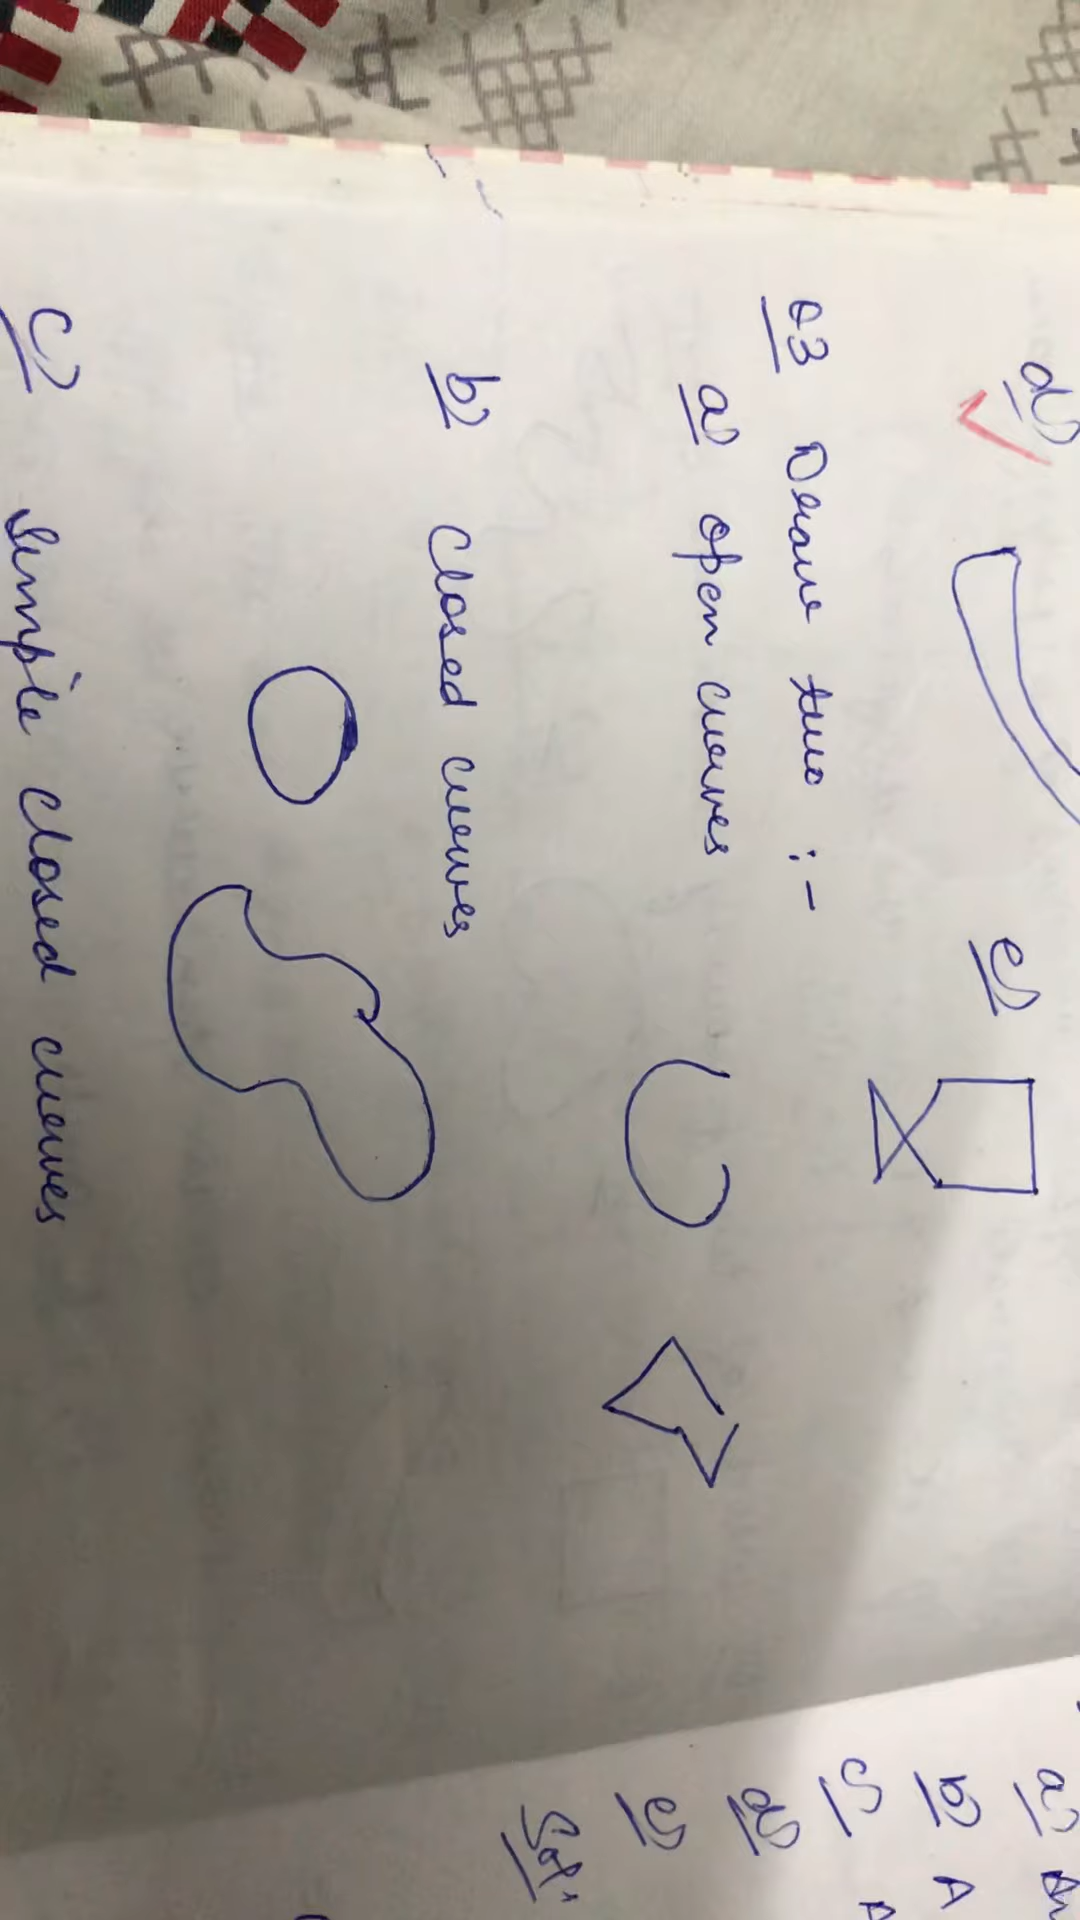 d)
e)
Q3 Draw two :-
a) open curves
b) Closed curves
c) Simple closed curves
a)
b) A
c) A
d)
e)
Sol.